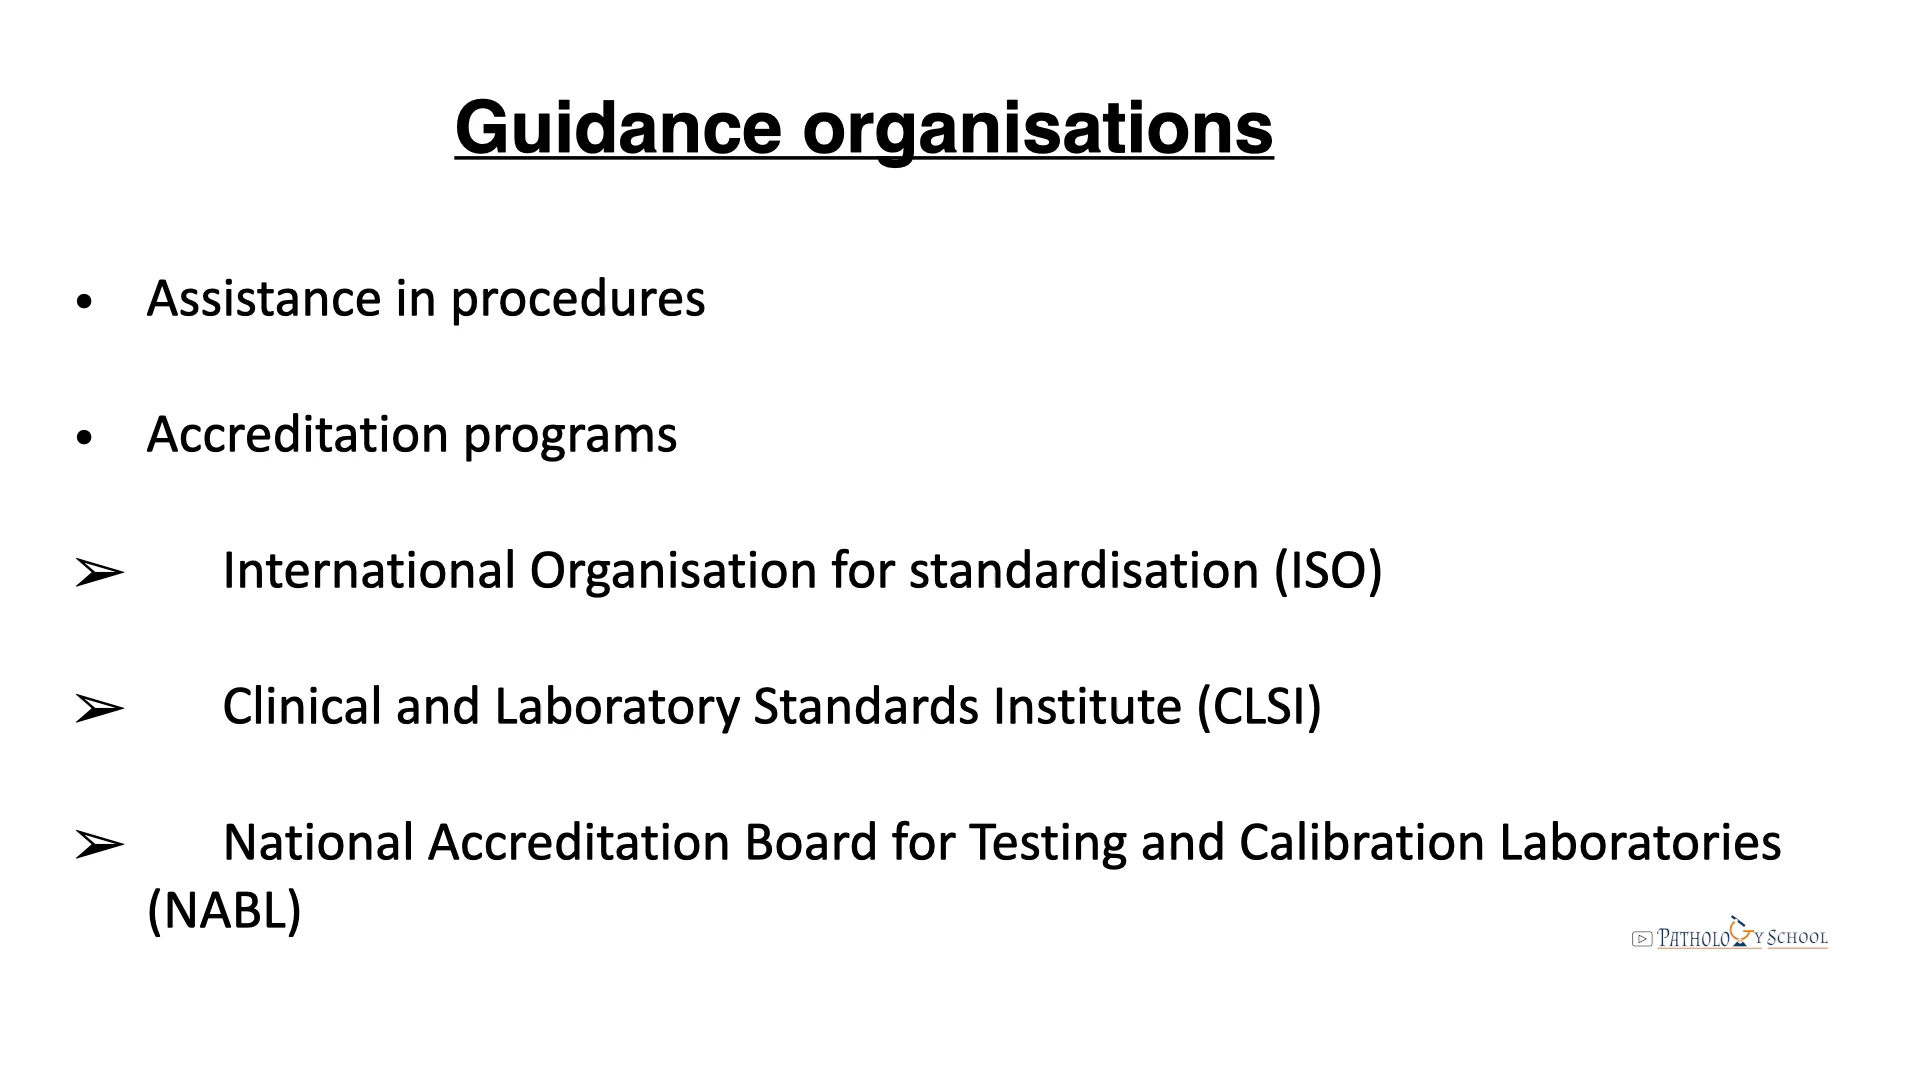 Guidance organisations
• Assistance in procedures
• Accreditation programs
➢ International Organisation for standardisation (ISO)
➢ Clinical and Laboratory Standards Institute (CLSI)
➢ National Accreditation Board for Testing and Calibration Laboratories
(NABL)
PATHOLOGY SCHOOL